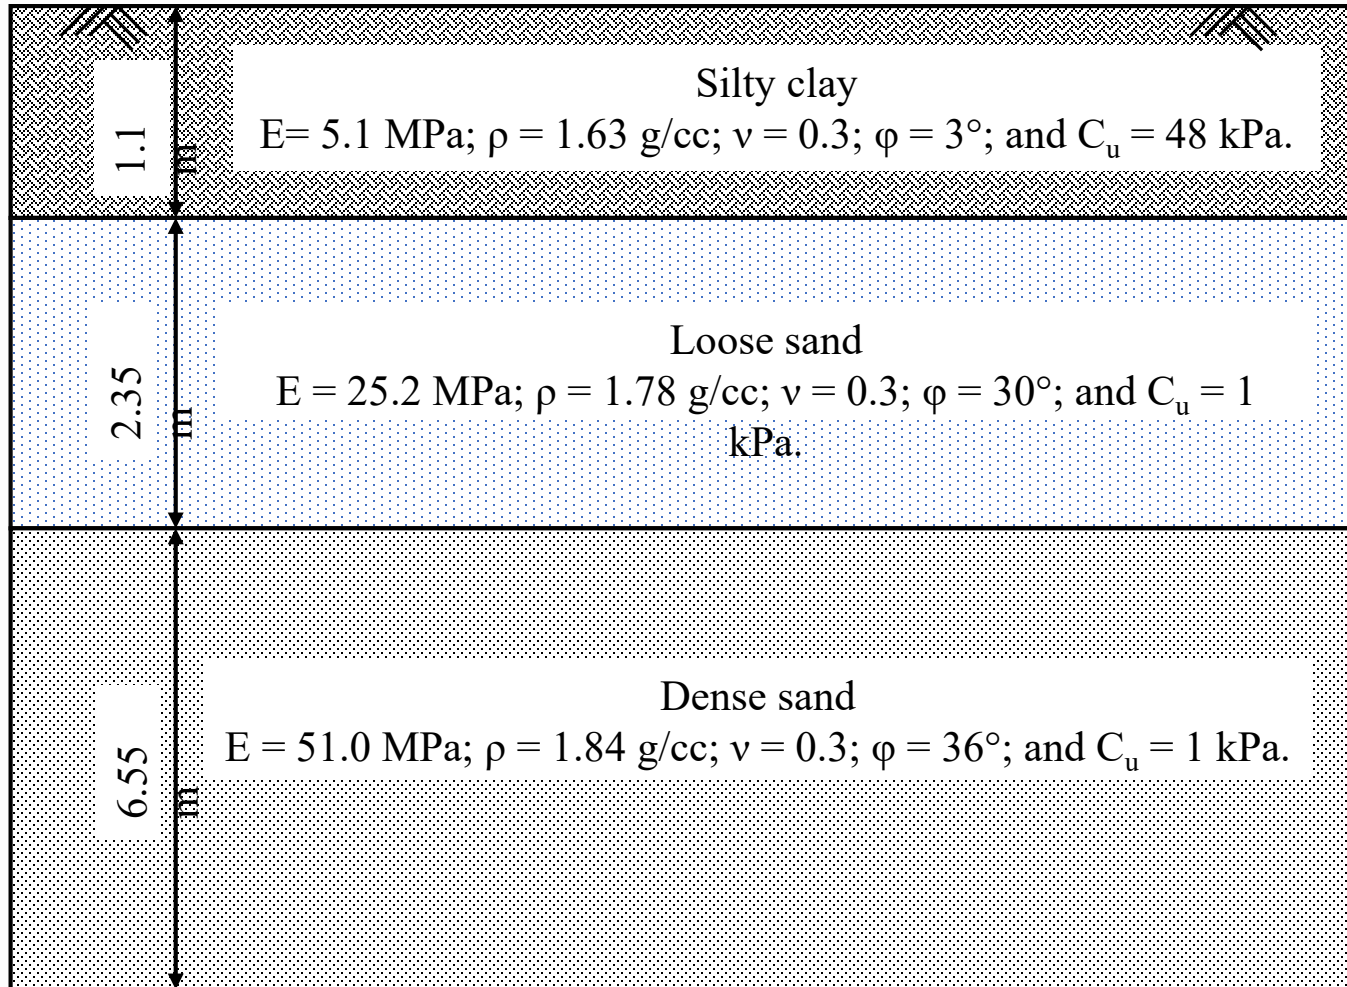 Silty clay
E= 5.1 MPa; ρ = 1.63 g/cc; ν = 0.3; φ = 3°; and Cᵤ = 48 kPa.
1.1
m
Loose sand
E = 25.2 MPa; ρ = 1.78 g/cc; ν = 0.3; φ = 30°; and Cᵤ = 1
kPa.
2.35
m
Dense sand
E = 51.0 MPa; ρ = 1.84 g/cc; ν = 0.3; φ = 36°; and Cᵤ = 1 kPa.
6.55
m